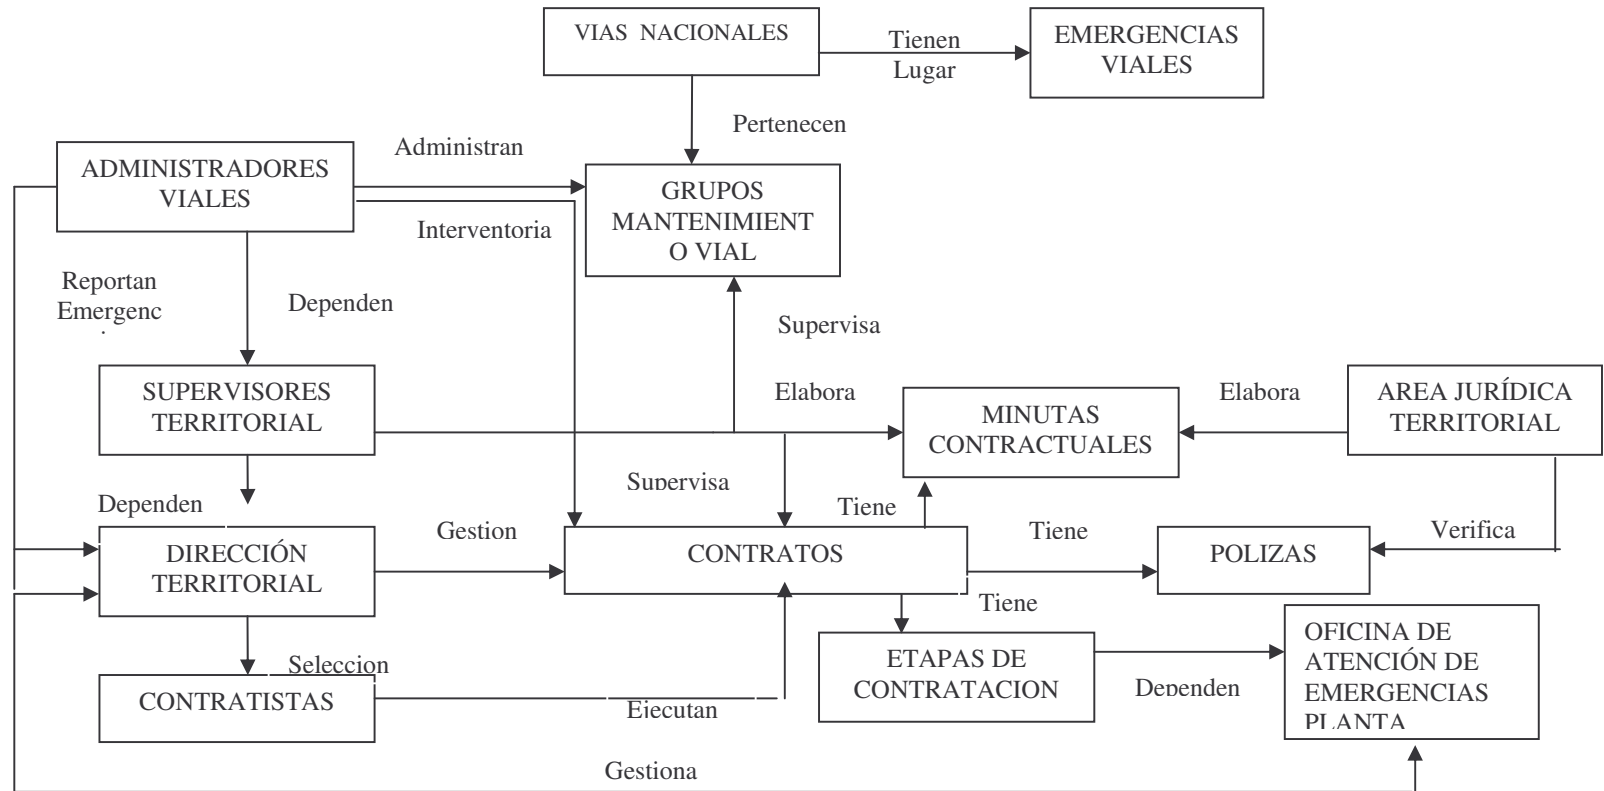 VIAS NACIONALES
Tienen
Lugar
EMERGENCIAS
VIALES
Pertenecen
Administran
ADMINISTRADORES
VIALES
GRUPOS
MANTENIMIENT
O VIAL
Interventoria
Reportan
Emergenc
Dependen
Supervisa
SUPERVISORES
TERRITORIAL
Elabora
MINUTAS
CONTRACTUALES
Elabora
AREA JURÍDICA
TERRITORIAL
Supervisa
Dependen
Tiene
Gestion
DIRECCIÓN
TERRITORIAL
CONTRATOS
Tiene
POLIZAS
Verifica
Tiene
Seleccion
CONTRATISTAS
Ejecutan
ETAPAS DE
CONTRATACION
Dependen
OFICINA DE
ATENCIÓN DE
EMERGENCIAS
PLANTA
Gestiona